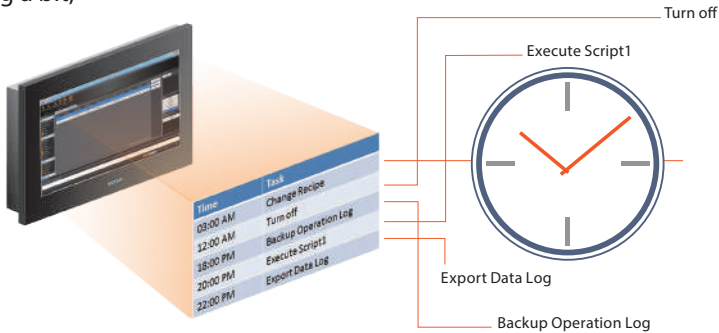 g a bit,
Turn off
Execute Script1
Time Task
03:00 AM Change Recipe
12:00 AM Turn off
18:00 PM Backup Operation Log
20:00 PM Execute Script1
22:00 PM Export Data Log
Export Data Log
Backup Operation Log